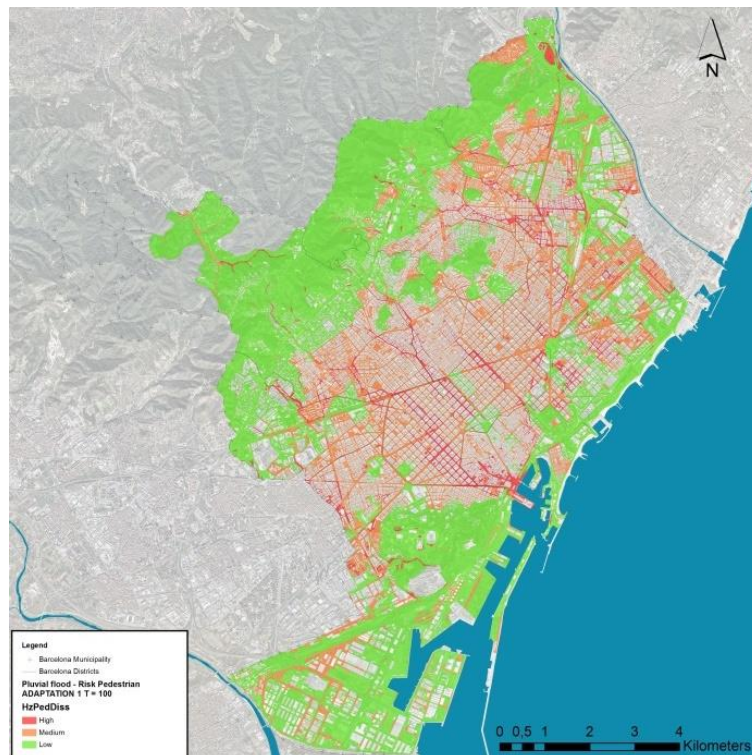 N
Legend
Barcelona Municipality
Barcelona Districts
Pluvial flood - Risk Pedestrian
ADAPTATION 1 T = 100
HzPedDiss
High
Medium
Low
0 0,5 1 2 3 4
Kilometers